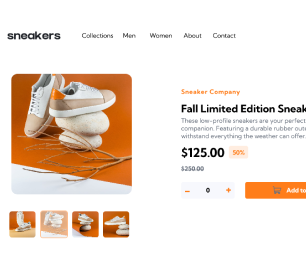 sneakers
Collections Men Women About Contact
Sneaker Company
Fall Limited Edition Sneak
These low-profile sneakers are your perfect
companion. Featuring a durable rubber oute
withstand everything the weather can offer.
$125.00 50%
$250.00
– 0 +
Add to